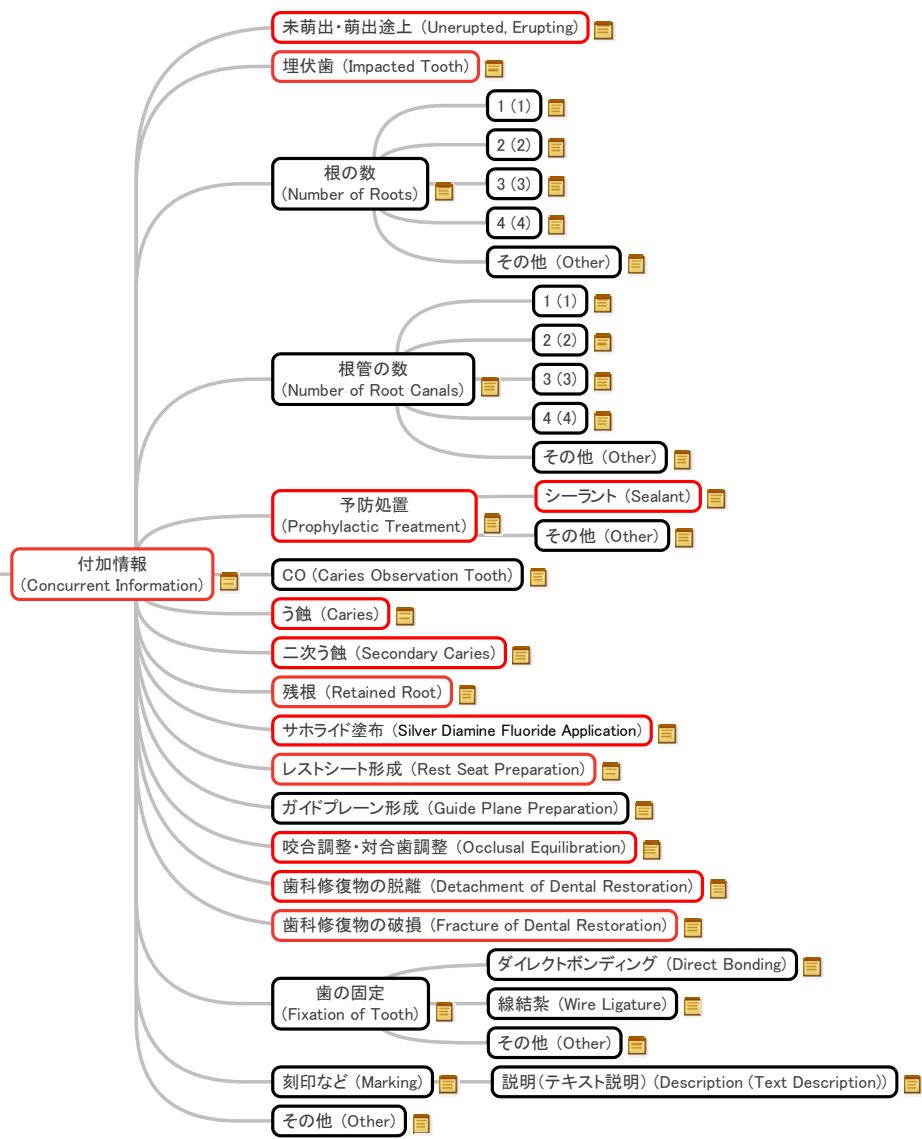 未萌出・萌出途上 (Unerupted, Erupting)
埋伏歯 (Impacted Tooth)
根の数
(Number of Roots)
1 (1)
2 (2)
3 (3)
4 (4)
その他 (Other)
根管の数
(Number of Root Canals)
1 (1)
2 (2)
3 (3)
4 (4)
その他 (Other)
予防処置
(Prophylactic Treatment)
シーラント (Sealant)
その他 (Other)
付加情報
(Concurrent Information)
CO (Caries Observation Tooth)
う蝕 (Caries)
二次う蝕 (Secondary Caries)
残根 (Retained Root)
サホライド塗布 (Silver Diamine Fluoride Application)
レストシート形成 (Rest Seat Preparation)
ガイドプレーン形成 (Guide Plane Preparation)
咬合調整・対合歯調整 (Occlusal Equilibration)
歯科修復物の脱離 (Detachment of Dental Restoration)
歯科修復物の破損 (Fracture of Dental Restoration)
歯の固定
(Fixation of Tooth)
ダイレクトボンディング (Direct Bonding)
線結紮 (Wire Ligature)
その他 (Other)
刻印など (Marking)
説明(テキスト説明) (Description (Text Description))
その他 (Other)